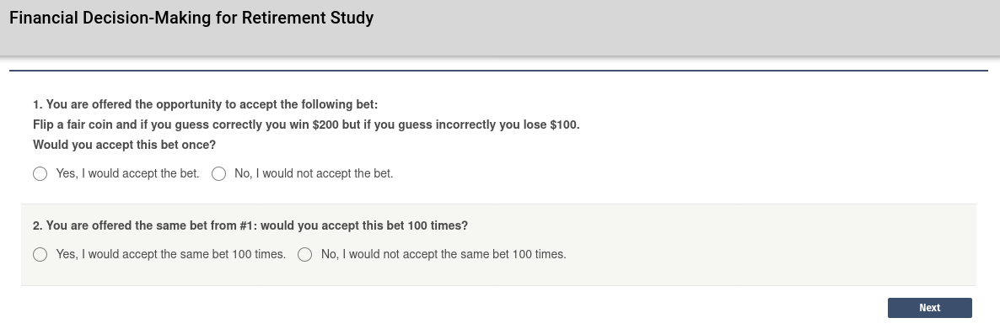 Financial Decision-Making for Retirement Study
1. You are offered the opportunity to accept the following bet:
Flip a fair coin and if you guess correctly you win $200 but if you guess incorrectly you lose $100.
Would you accept this bet once?
Yes, I would accept the bet. No, I would not accept the bet.
2. You are offered the same bet from #1: would you accept this bet 100 times?
Yes, I would accept the same bet 100 times. No, I would not accept the same bet 100 times.
Next